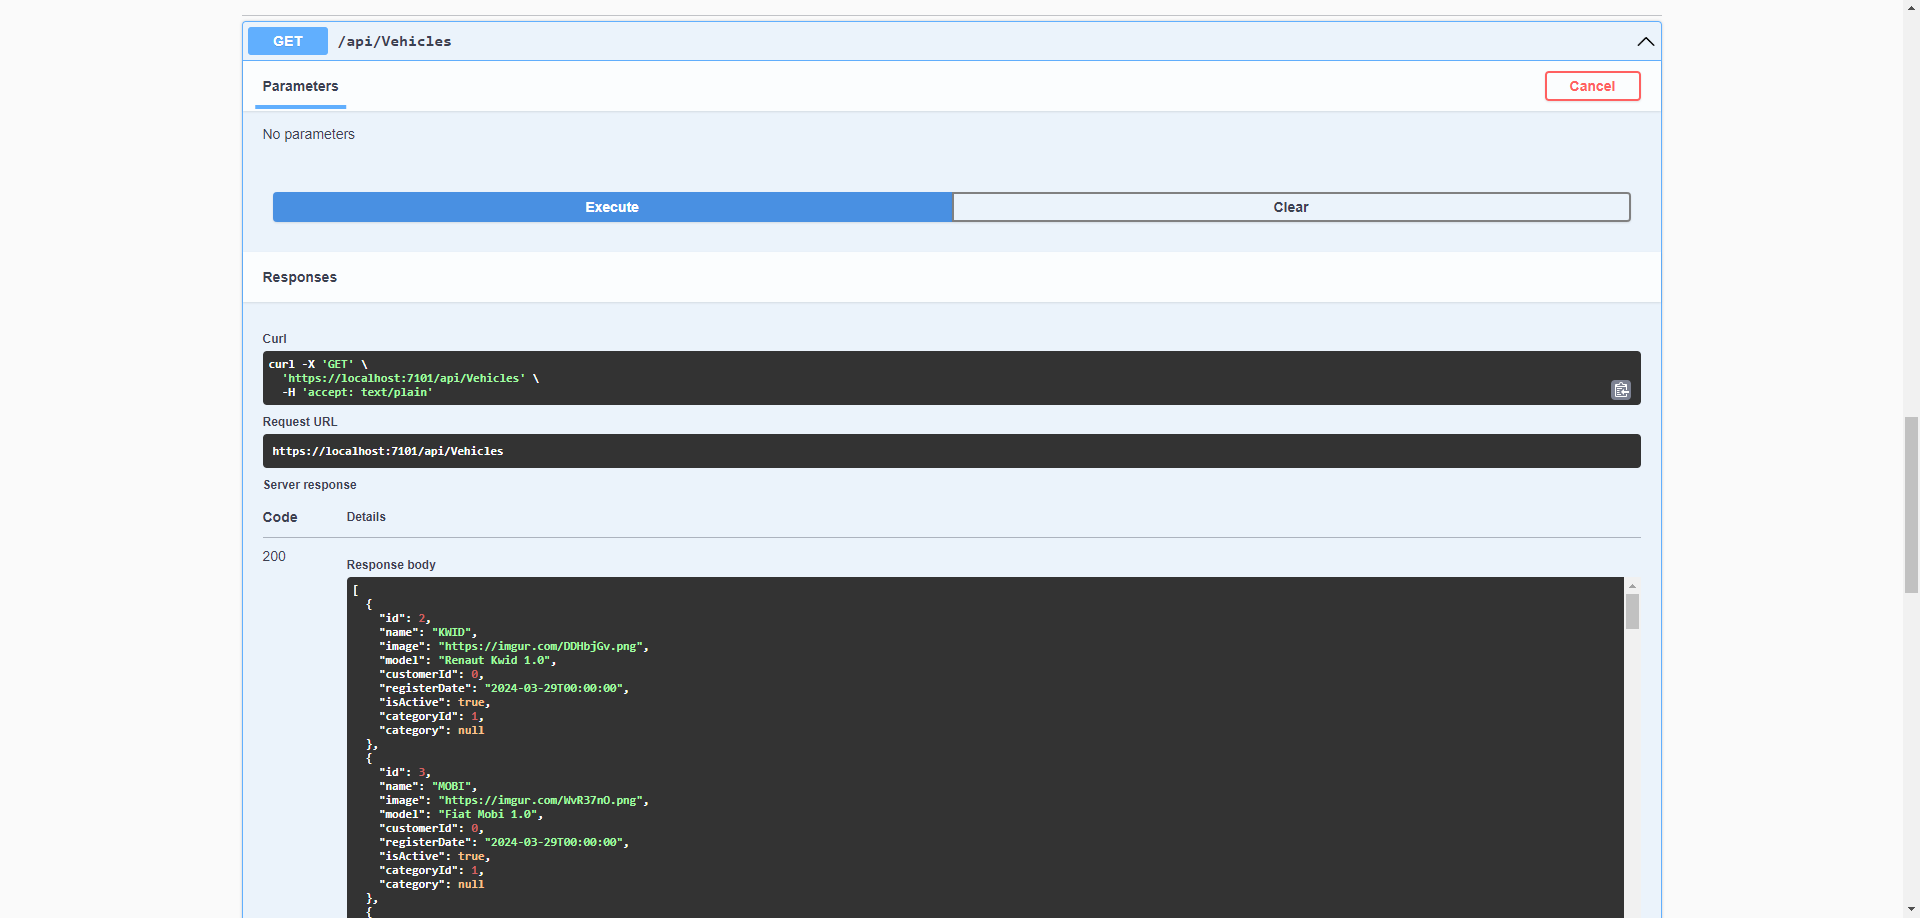 GET /api/Vehicles
Parameters
Cancel
No parameters
Execute
Clear
Responses
Curl
curl -X 'GET' \
  'https://localhost:7101/api/Vehicles' \
  -H 'accept: text/plain'
Request URL
https://localhost:7101/api/Vehicles
Server response
Code Details
200
Response body
[
  {
    "id": 2,
    "name": "KWID",
    "image": "https://imgur.com/DDHbjGv.png",
    "model": "Renaut Kwid 1.0",
    "customerId": 0,
    "registerDate": "2024-03-29T00:00:00",
    "isActive": true,
    "categoryId": 1,
    "category": null
  },
  {
    "id": 3,
    "name": "MOBI",
    "image": "https://imgur.com/WvR37nO.png",
    "model": "Fiat Mobi 1.0",
    "customerId": 0,
    "registerDate": "2024-03-29T00:00:00",
    "isActive": true,
    "categoryId": 1,
    "category": null
  },
  {